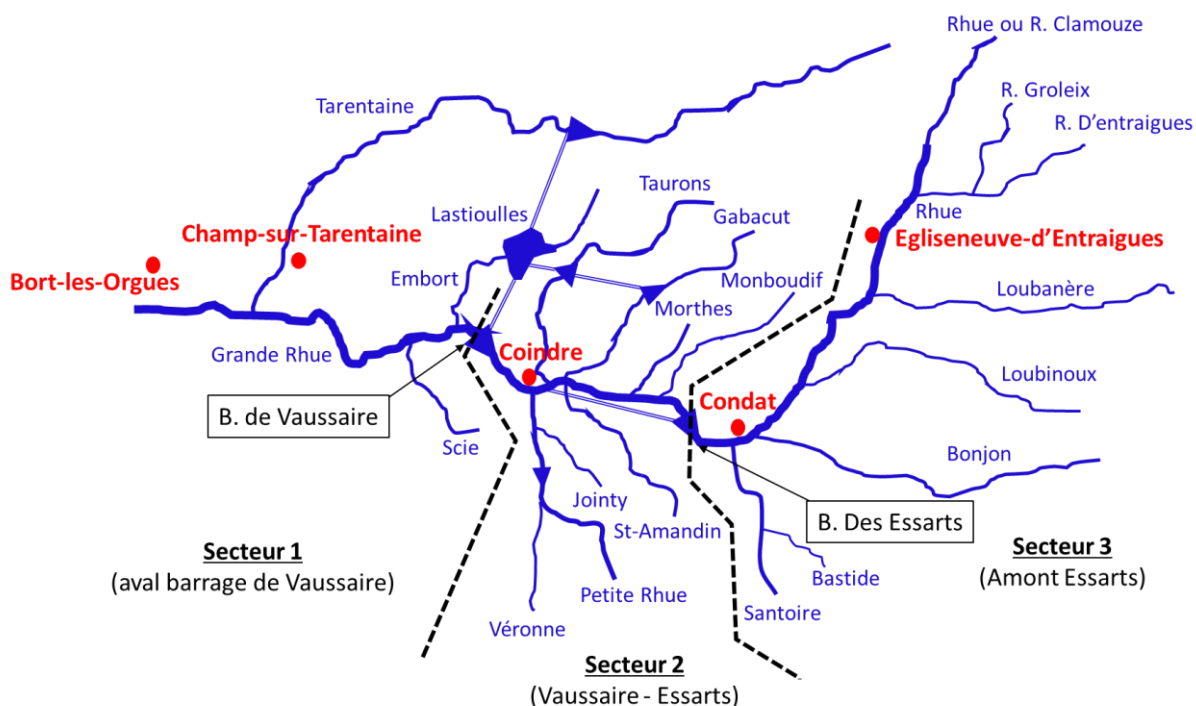 Rhue ou R. Clamouze
R. Groleix
R. D'entraigues
Tarentaine
Taurons
Lastioulles
Gabacut
Rhue
Champ-sur-Tarentaine
Egliseneuve-d'Entraigues
Bort-les-Orgues
Embort
Monboudif
Loubanère
Morthes
Grande Rhue
Coindre
Loubinoux
Condat
B. de Vaussaire
Scie
Bonjon
Jointy
B. Des Essarts
St-Amandin
Secteur 1
(aval barrage de Vaussaire)
Secteur 3
(Amont Essarts)
Bastide
Petite Rhue
Santoire
Véronne
Secteur 2
(Vaussaire - Essarts)